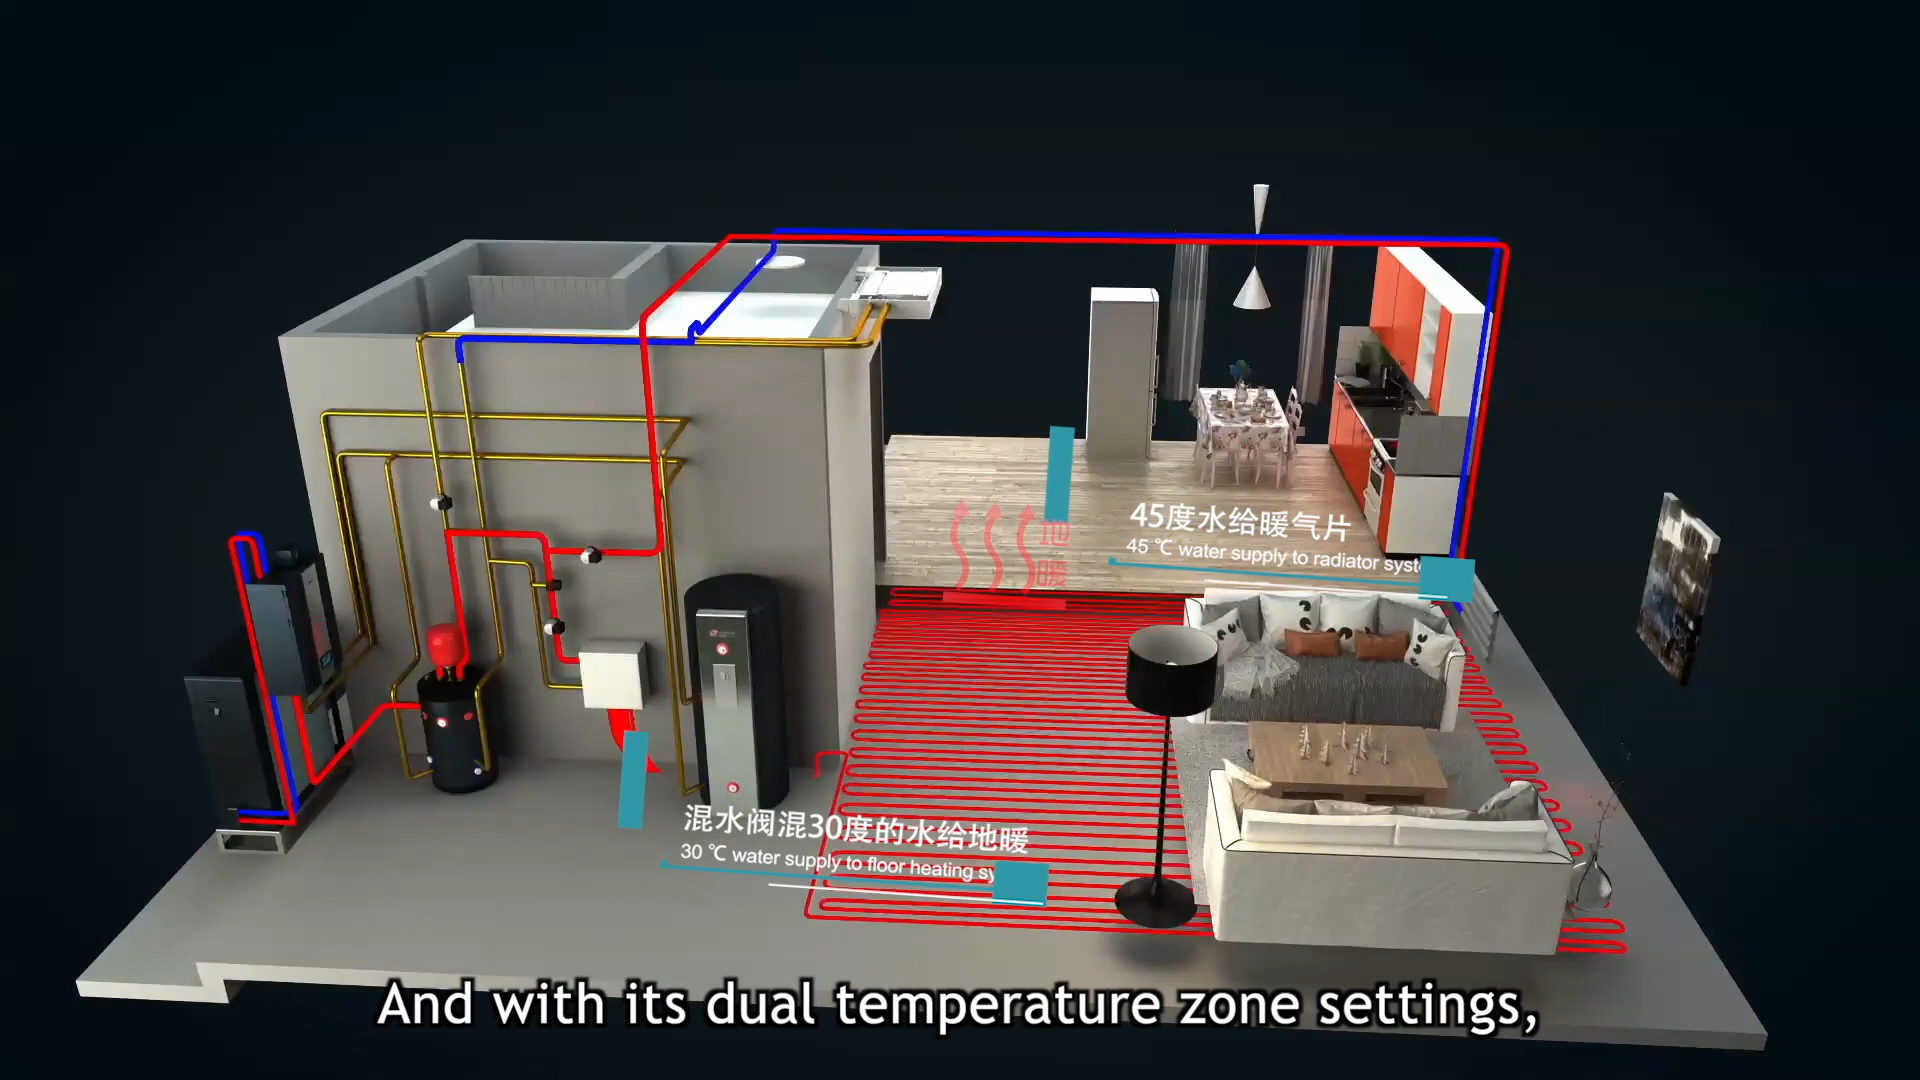 地
暖
45度水给暖气片
45 ℃ water supply to radiator syst
混水阀混30度的水给地暖
30 ℃ water supply to floor heating sy
And with its dual temperature zone settings,